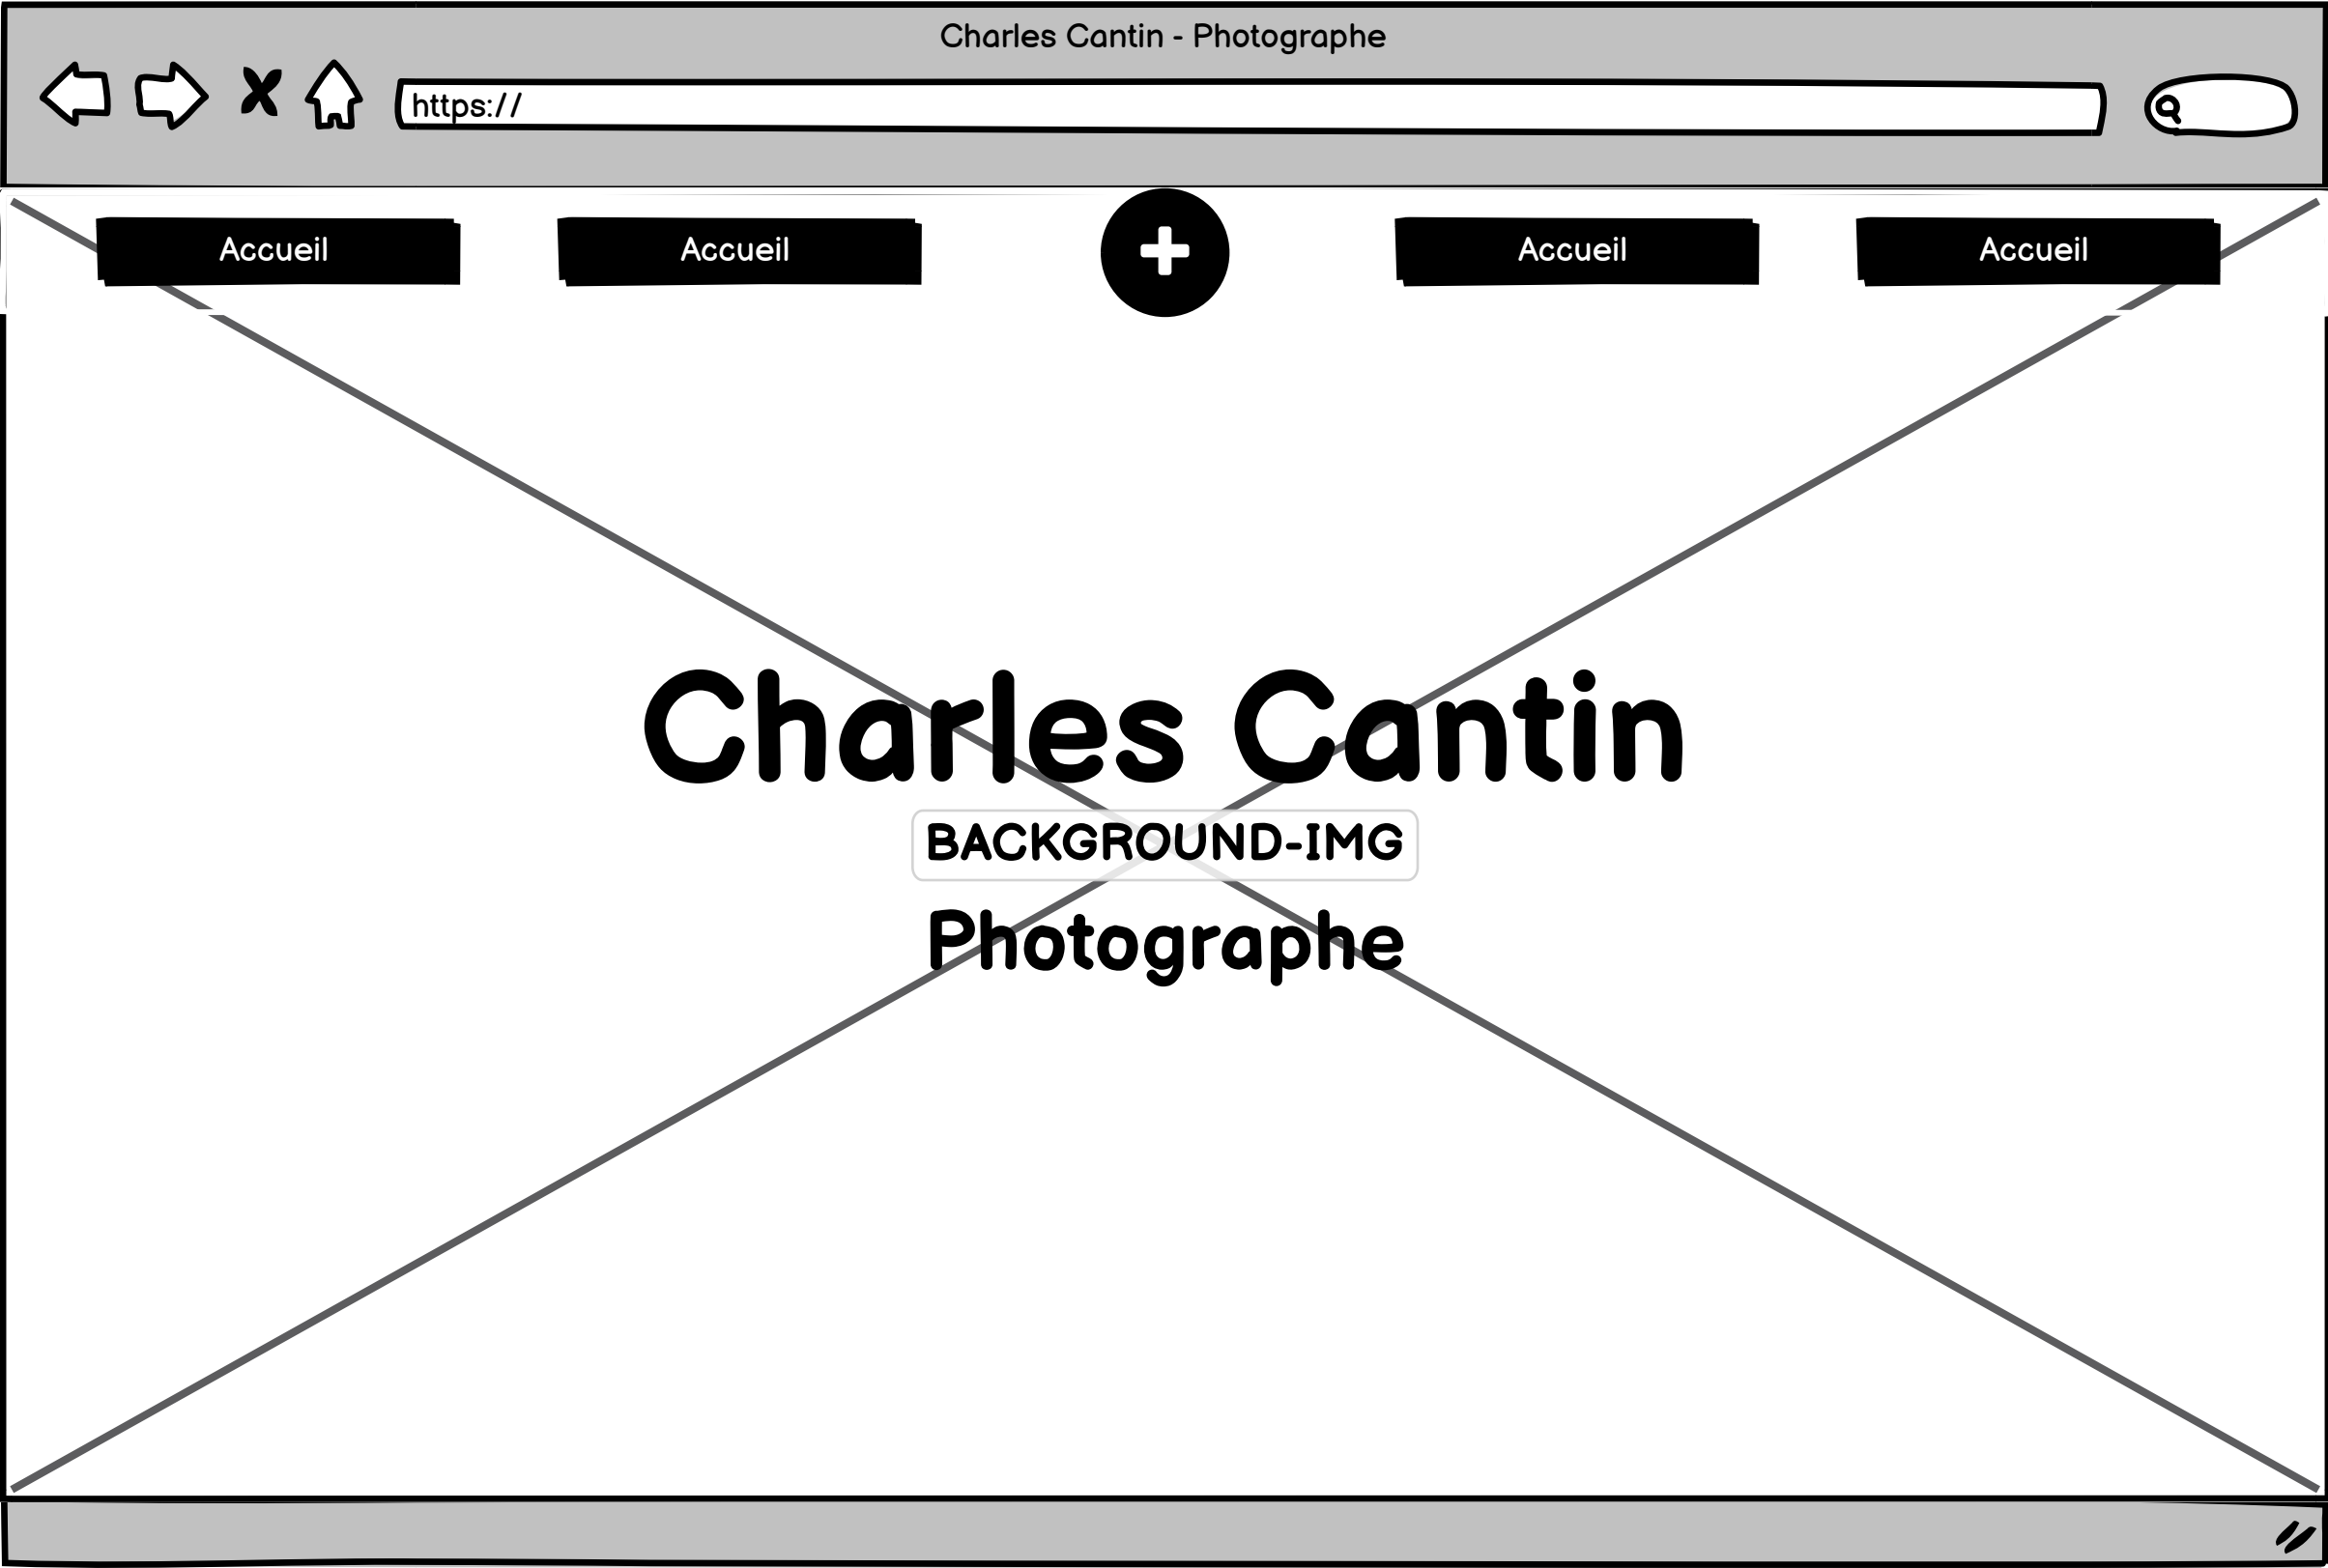 Charles Cantin - Photographe
https://
Accueil Accueil Accueil Accueil
Charles Cantin
BACKGROUND-IMG
Photographe